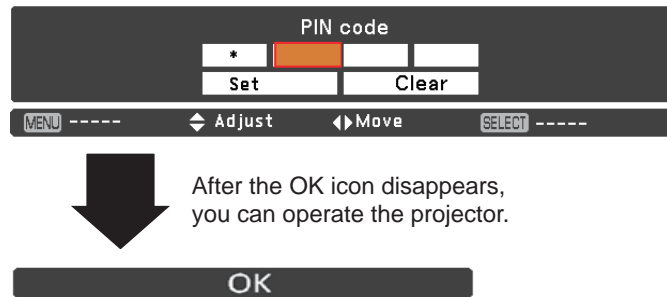 PIN code
*
Set Clear
MENU ----- Adjust Move SELECT -----
After the OK icon disappears,
you can operate the projector.
OK